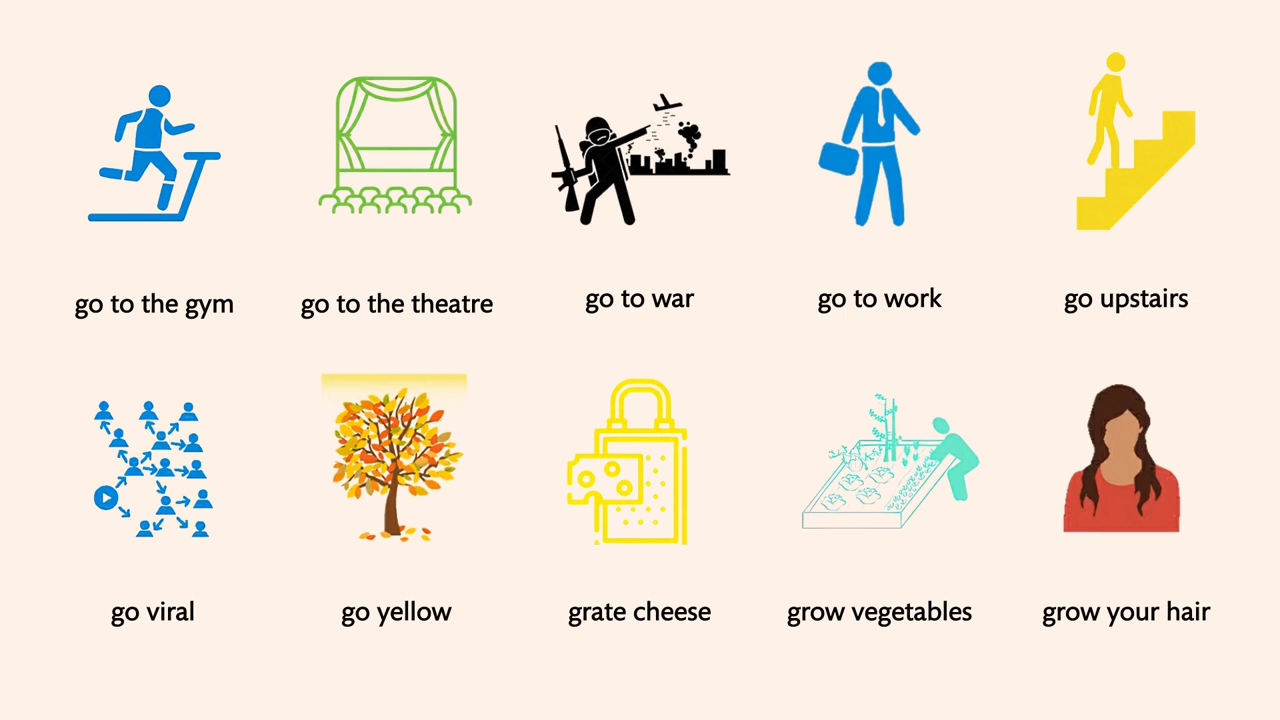 go to the gym
go to the theatre
go to war
go to work
go upstairs
go viral
go yellow
grate cheese
grow vegetables
grow your hair